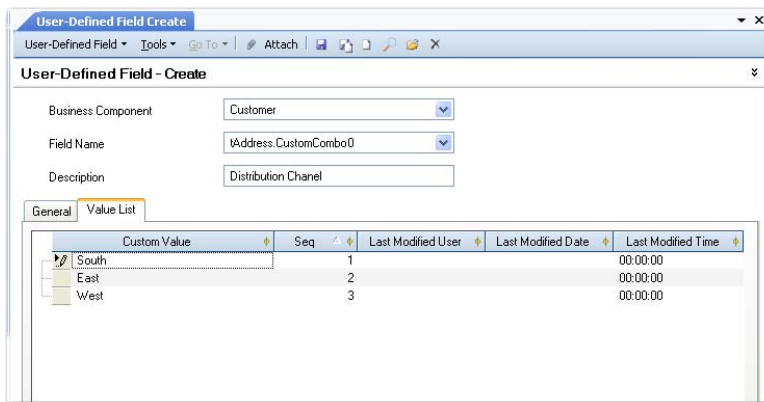 User-Defined Field Create
User-Defined Field Tools Go To Attach
User-Defined Field - Create
Business Component Customer
Field Name tAddress.CustomCombo0
Description Distribution Chanel
General Value List
Custom Value Seq Last Modified User Last Modified Date Last Modified Time
South 1 00:00:00
East 2 00:00:00
West 3 00:00:00